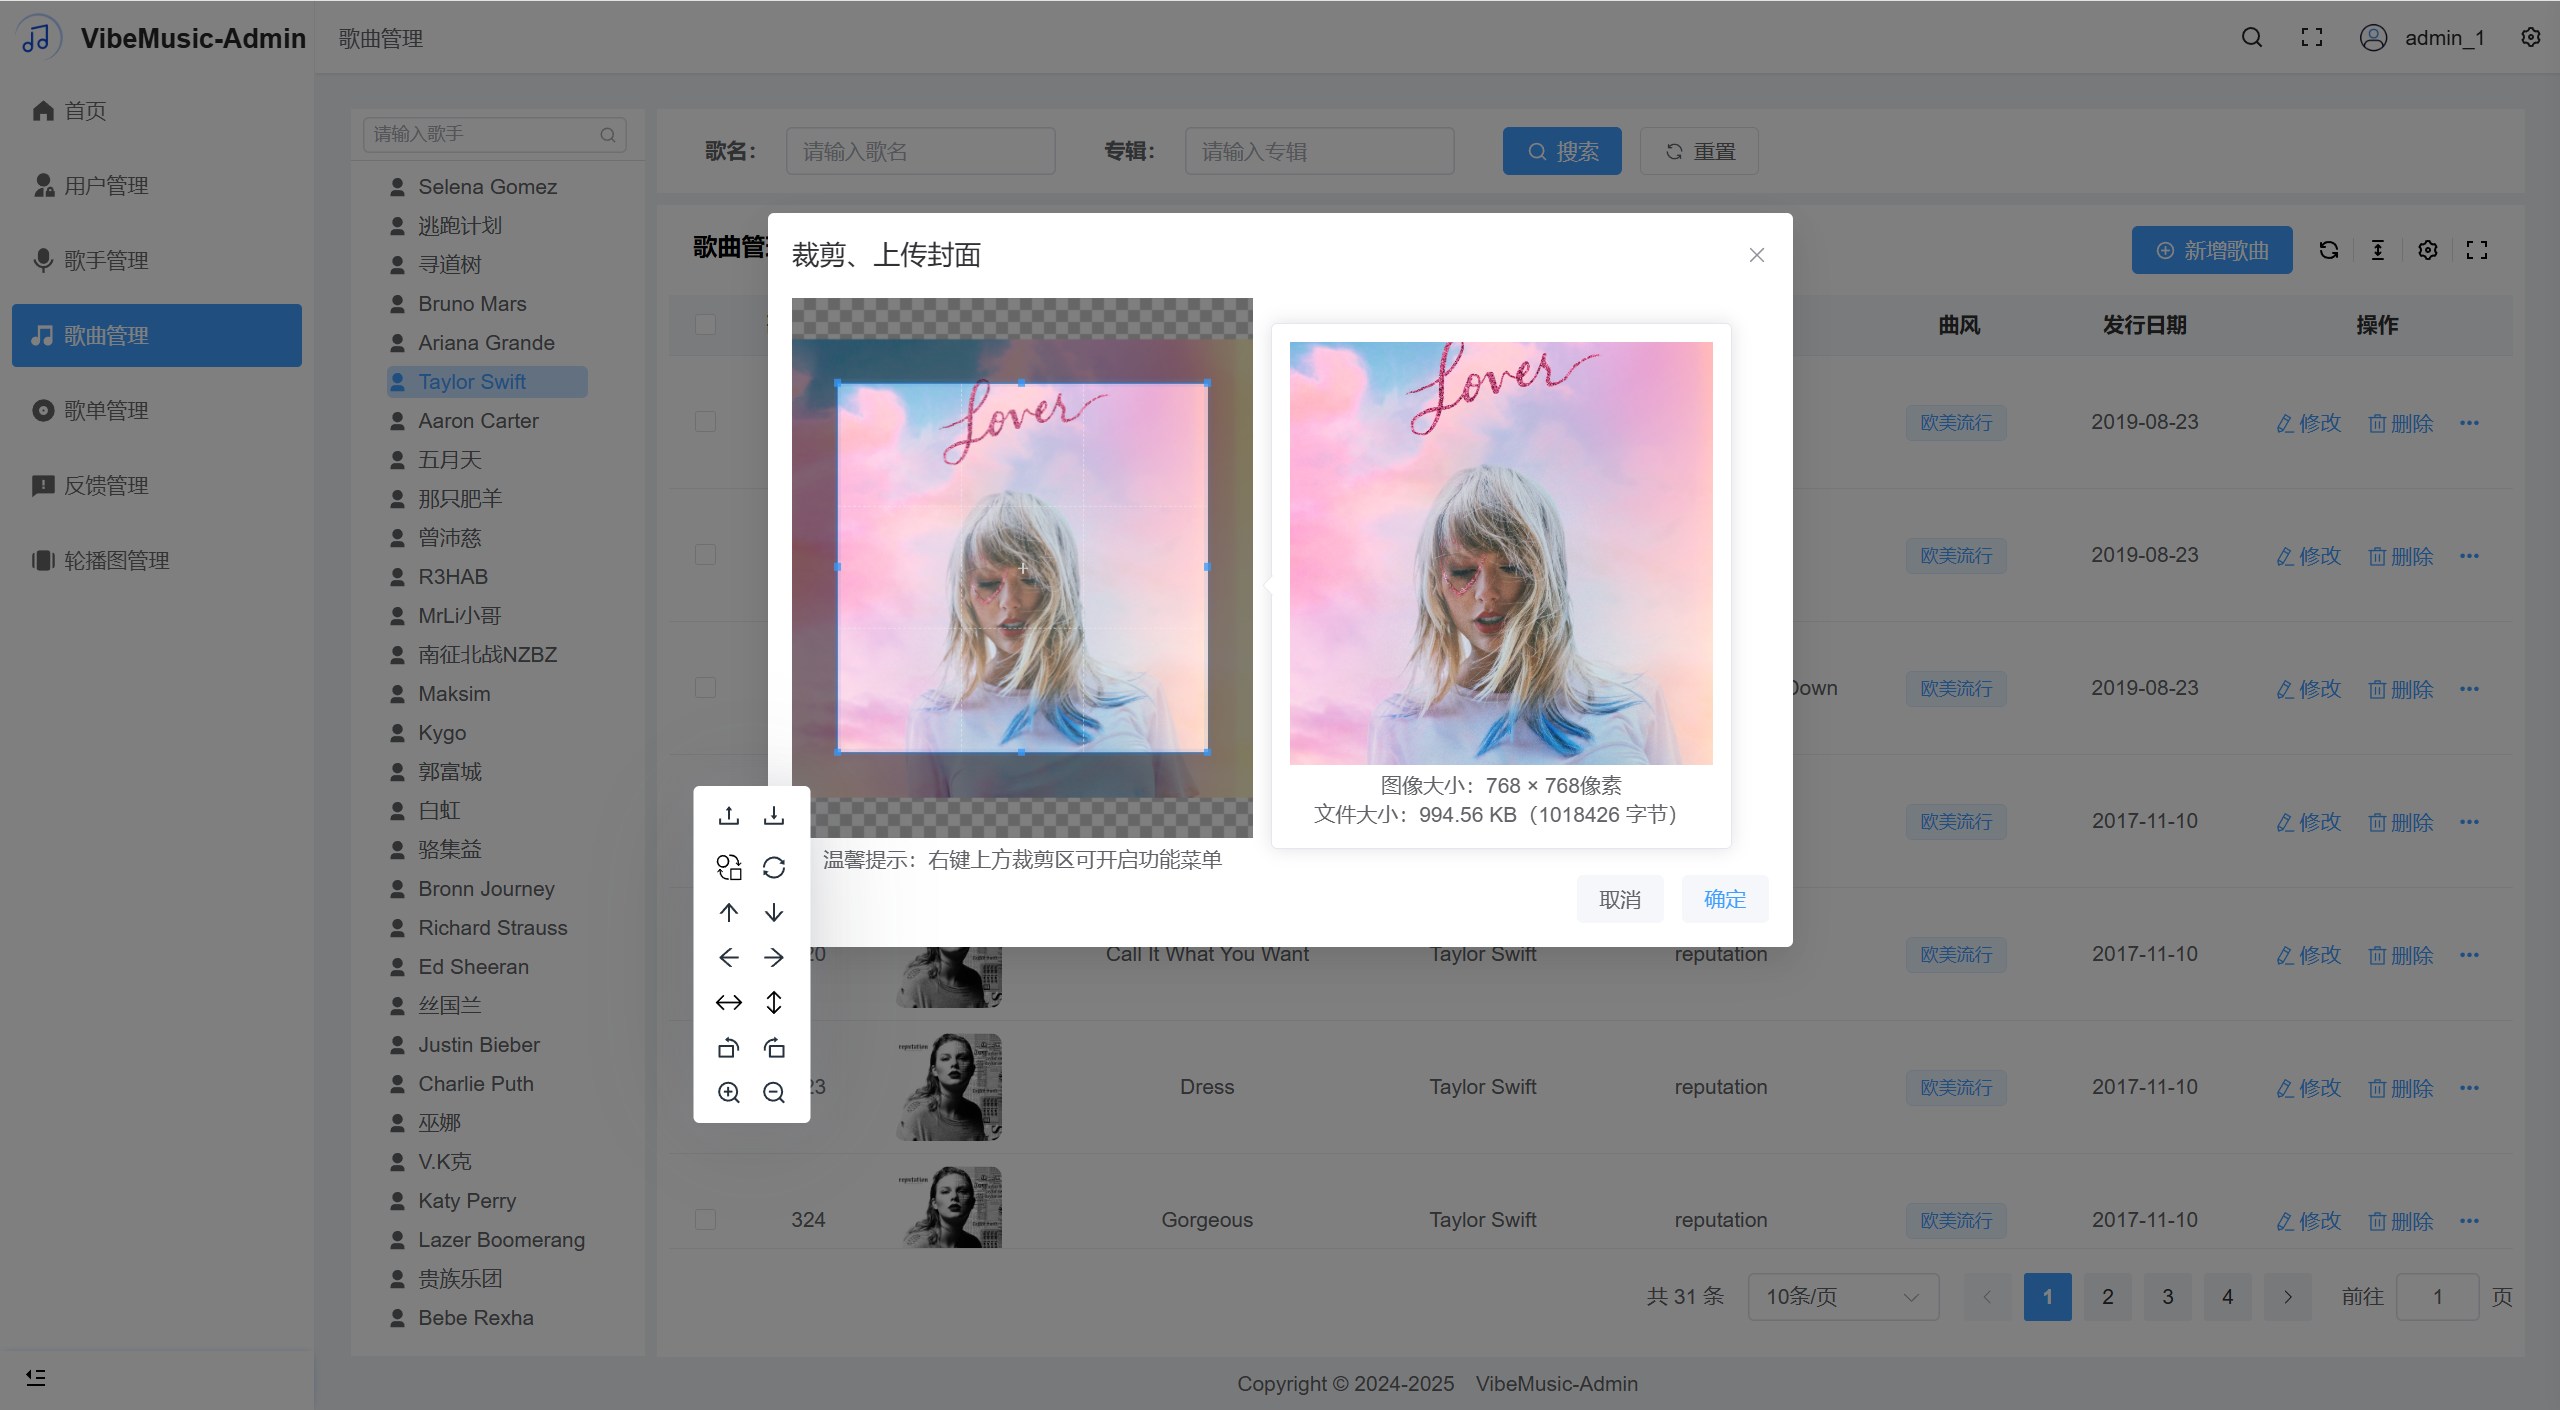 VibeMusic-Admin
歌曲管理
admin_1
首页
用户管理
歌手管理
歌曲管理
歌单管理
反馈管理
轮播图管理
请输入歌手
Selena Gomez
逃跑计划
寻道树
Bruno Mars
Ariana Grande
Taylor Swift
Aaron Carter
五月天
那只肥羊
曾沛慈
R3HAB
MrLi小哥
南征北战NZBZ
Maksim
Kygo
郭富城
白虹
骆集益
Bronn Journey
Richard Strauss
Ed Sheeran
丝国兰
Justin Bieber
Charlie Puth
巫娜
V.K克
Katy Perry
Lazer Boomerang
贵族乐团
Bebe Rexha
歌名： 请输入歌名 专辑： 请输入专辑 搜索 重置
歌曲管 新增歌曲
曲风 发行日期 操作
欧美流行 2019-08-23 修改 删除
欧美流行 2019-08-23 修改 删除
Down 欧美流行 2019-08-23 修改 删除
欧美流行 2017-11-10 修改 删除
20 Call It What You Want Taylor Swift reputation 欧美流行 2017-11-10 修改 删除
reputation
23 Dress Taylor Swift reputation 欧美流行 2017-11-10 修改 删除
reputation
324 Gorgeous Taylor Swift reputation 欧美流行 2017-11-10 修改 删除
裁剪、上传封面
Lover
Lover
图像大小：768 × 768像素
文件大小：994.56 KB（1018426 字节）
温馨提示：右键上方裁剪区可开启功能菜单
取消 确定
共 31 条 10条/页 1 2 3 4 前往 1 页
Copyright © 2024-2025 VibeMusic-Admin